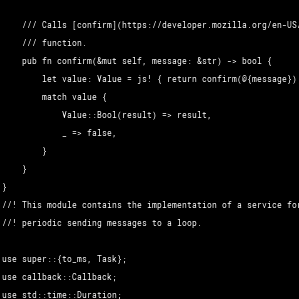 /// Calls [confirm](https://developer.mozilla.org/en-US
/// function.
pub fn confirm(&mut self, message: &str) -> bool {
let value: Value = js! { return confirm(@{message})
match value {
Value::Bool(result) => result,
_ => false,
}
}
}
//! This module contains the implementation of a service for
//! periodic sending messages to a loop.
use super::{to_ms, Task};
use callback::Callback;
use std::time::Duration;